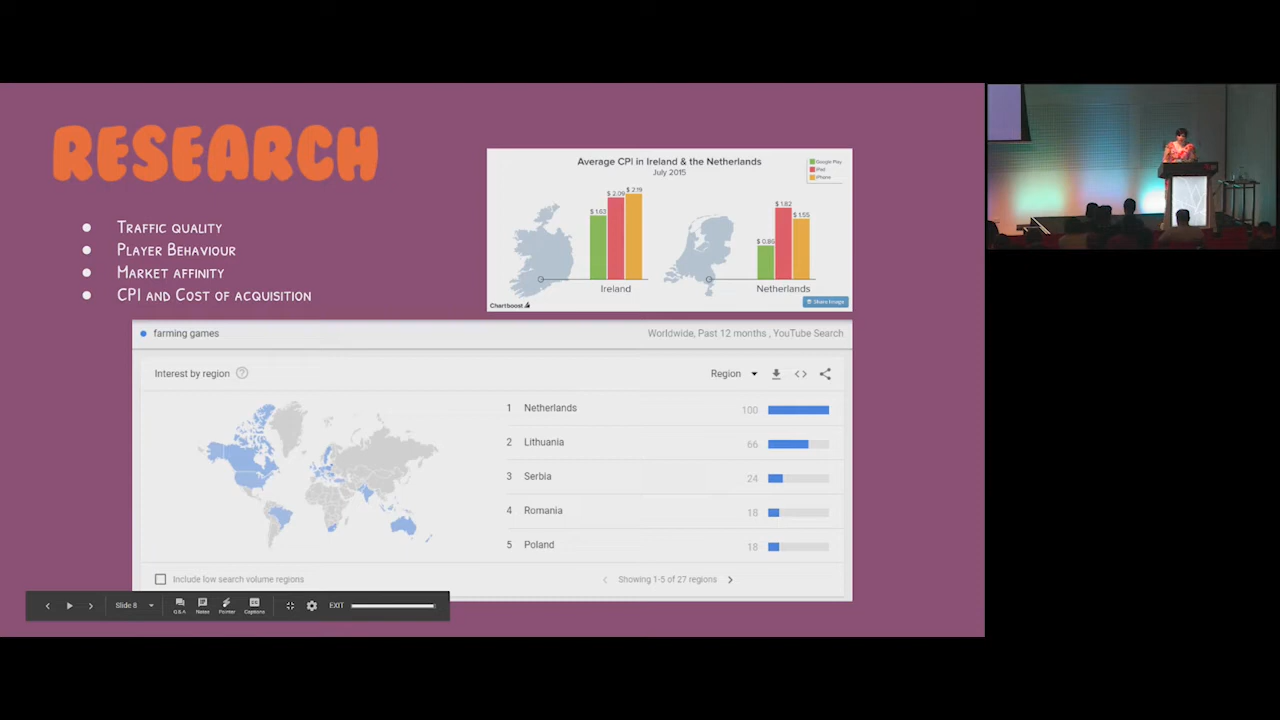 RESEARCH
● TRAFFIC QUALITY
● PLAYER BEHAVIOUR
● MARKET AFFINITY
● CPI AND COST OF ACQUISITION
Average CPI in Ireland & the Netherlands
July 2015
Google Play
iPad
iPhone
$ 1.63
$ 2.09
$ 2.19
$ 1.82
$ 1.55
Ireland
Netherlands
Chartboost
Share Image
farming games
Worldwide, Past 12 months , YouTube Search
Interest by region
Region
1 Netherlands 100
2 Lithuania 66
3 Serbia 24
4 Romania 18
5 Poland 18
Include low search volume regions
Showing 1-5 of 27 regions
Slide 8
Q&A
Notes
Pointer
Captions
EXIT